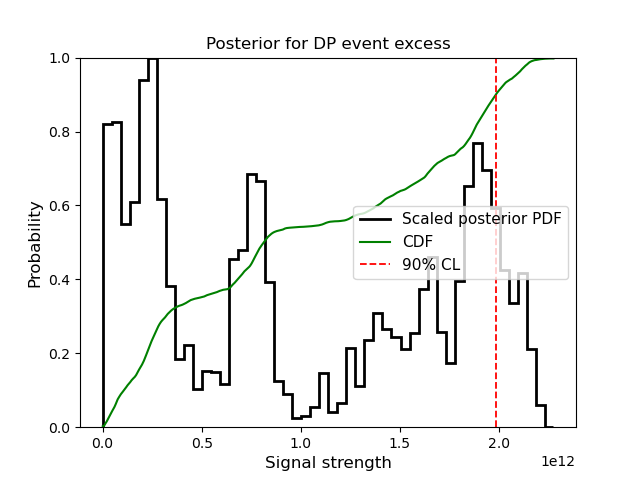 Posterior for DP event excess
1.0
0.8
0.6
0.4
0.2
0.0
Probability
Scaled posterior PDF
CDF
90% CL
0.0 0.5 1.0 1.5 2.0
1e12
Signal strength